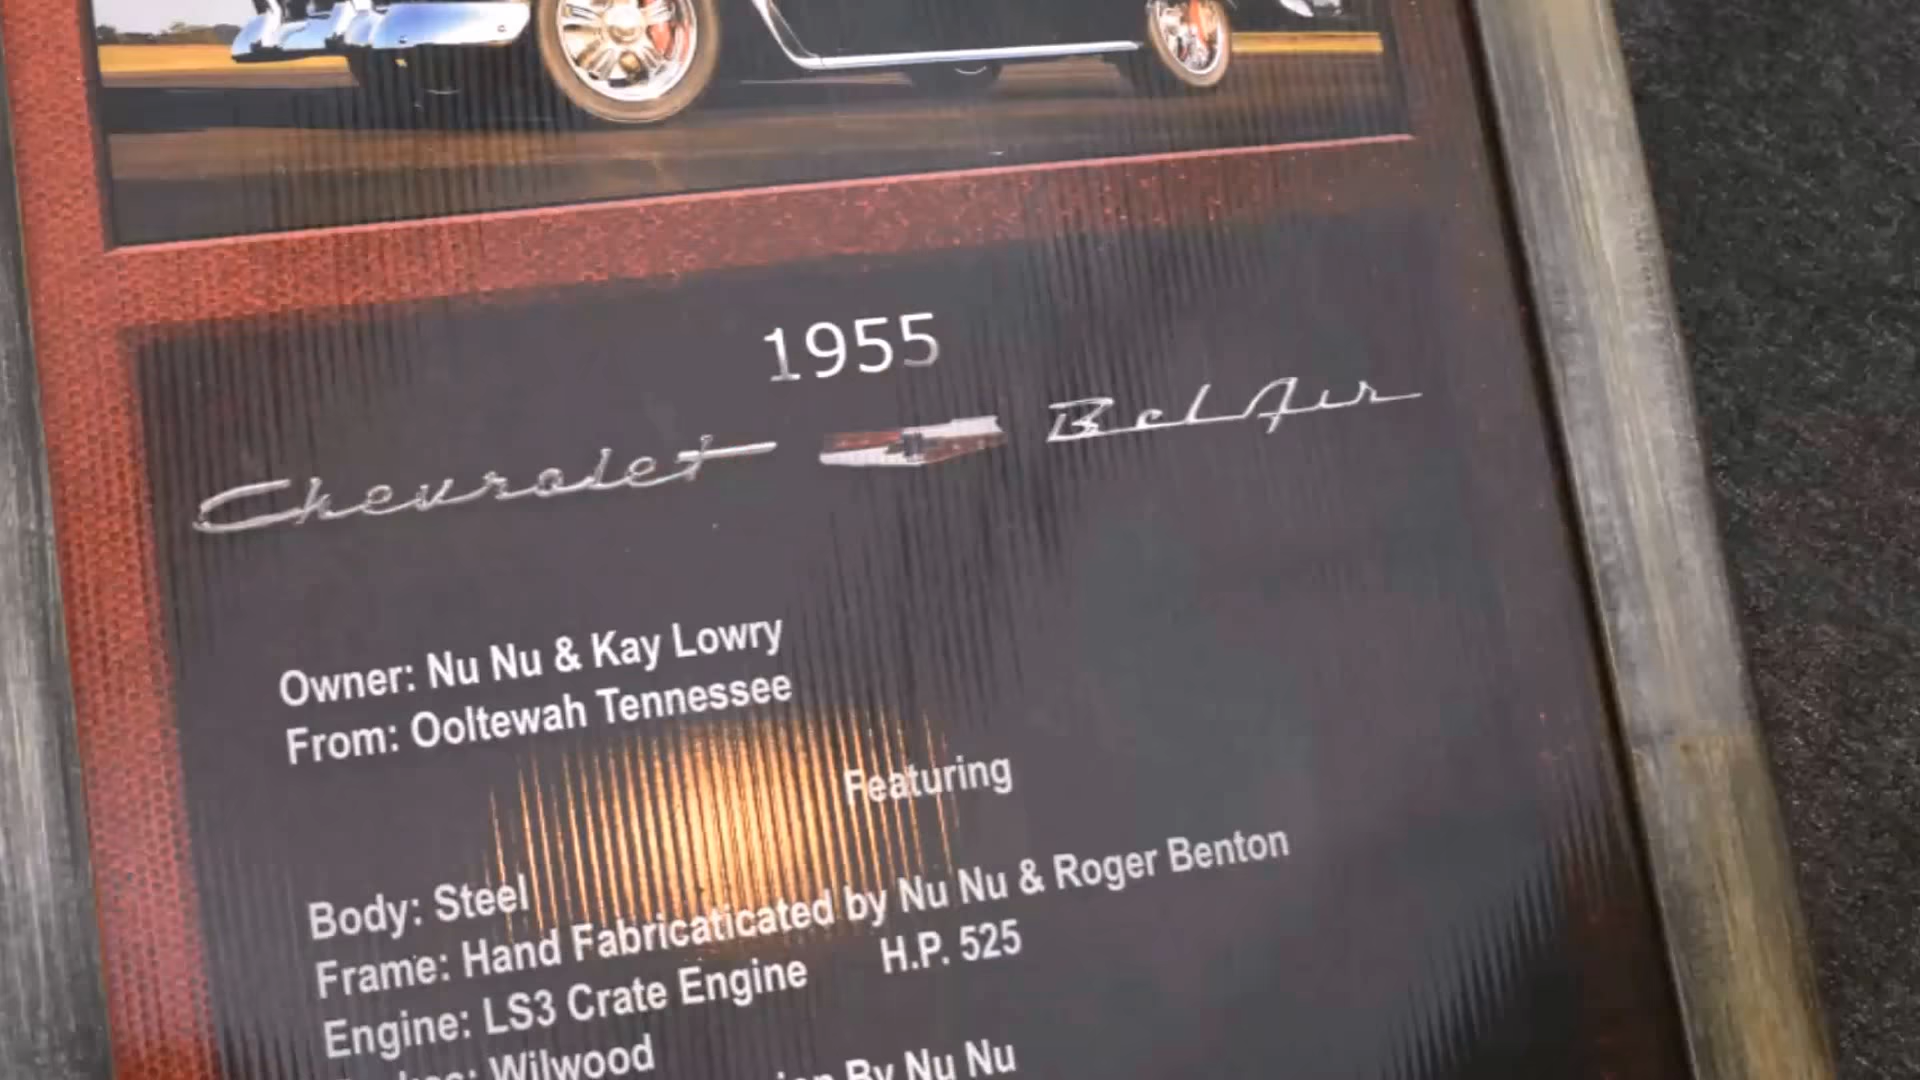 1955
Chevrolet Bel Air
Owner: Nu Nu & Kay Lowry
From: Ooltewah Tennessee
Featuring
Body: Steel
Frame: Hand Fabricaticated by Nu Nu & Roger Benton
Engine: LS3 Crate Engine H.P. 525
Wilwood
By Nu Nu